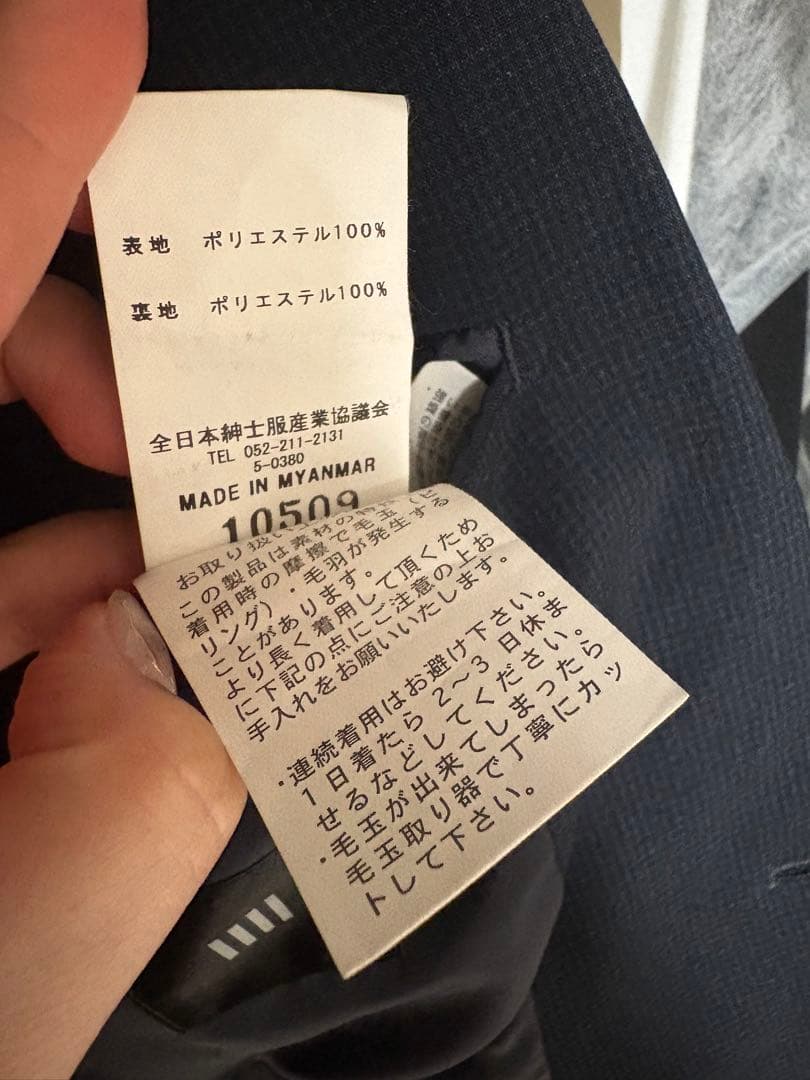 表地 ポリエステル100%
裏地 ポリエステル100%
全日本紳士服産業協議会
TEL 052-211-2131
5-0380
MADE IN MYANMAR
10509
お取り扱い
この製品は素材の特性
着用時の摩擦で毛玉(ピ
リング)・毛羽が発生する
ことがあります。
より長く着用して頂くため
に下記の点にご注意の上お
手入れをお願いいたします。
・連続着用はお避け下さい。
1日着たら2~3日休ま
せるなどしてください。
・毛玉が出来てしまったら
毛玉取り器で丁寧にカッ
トして下さい。